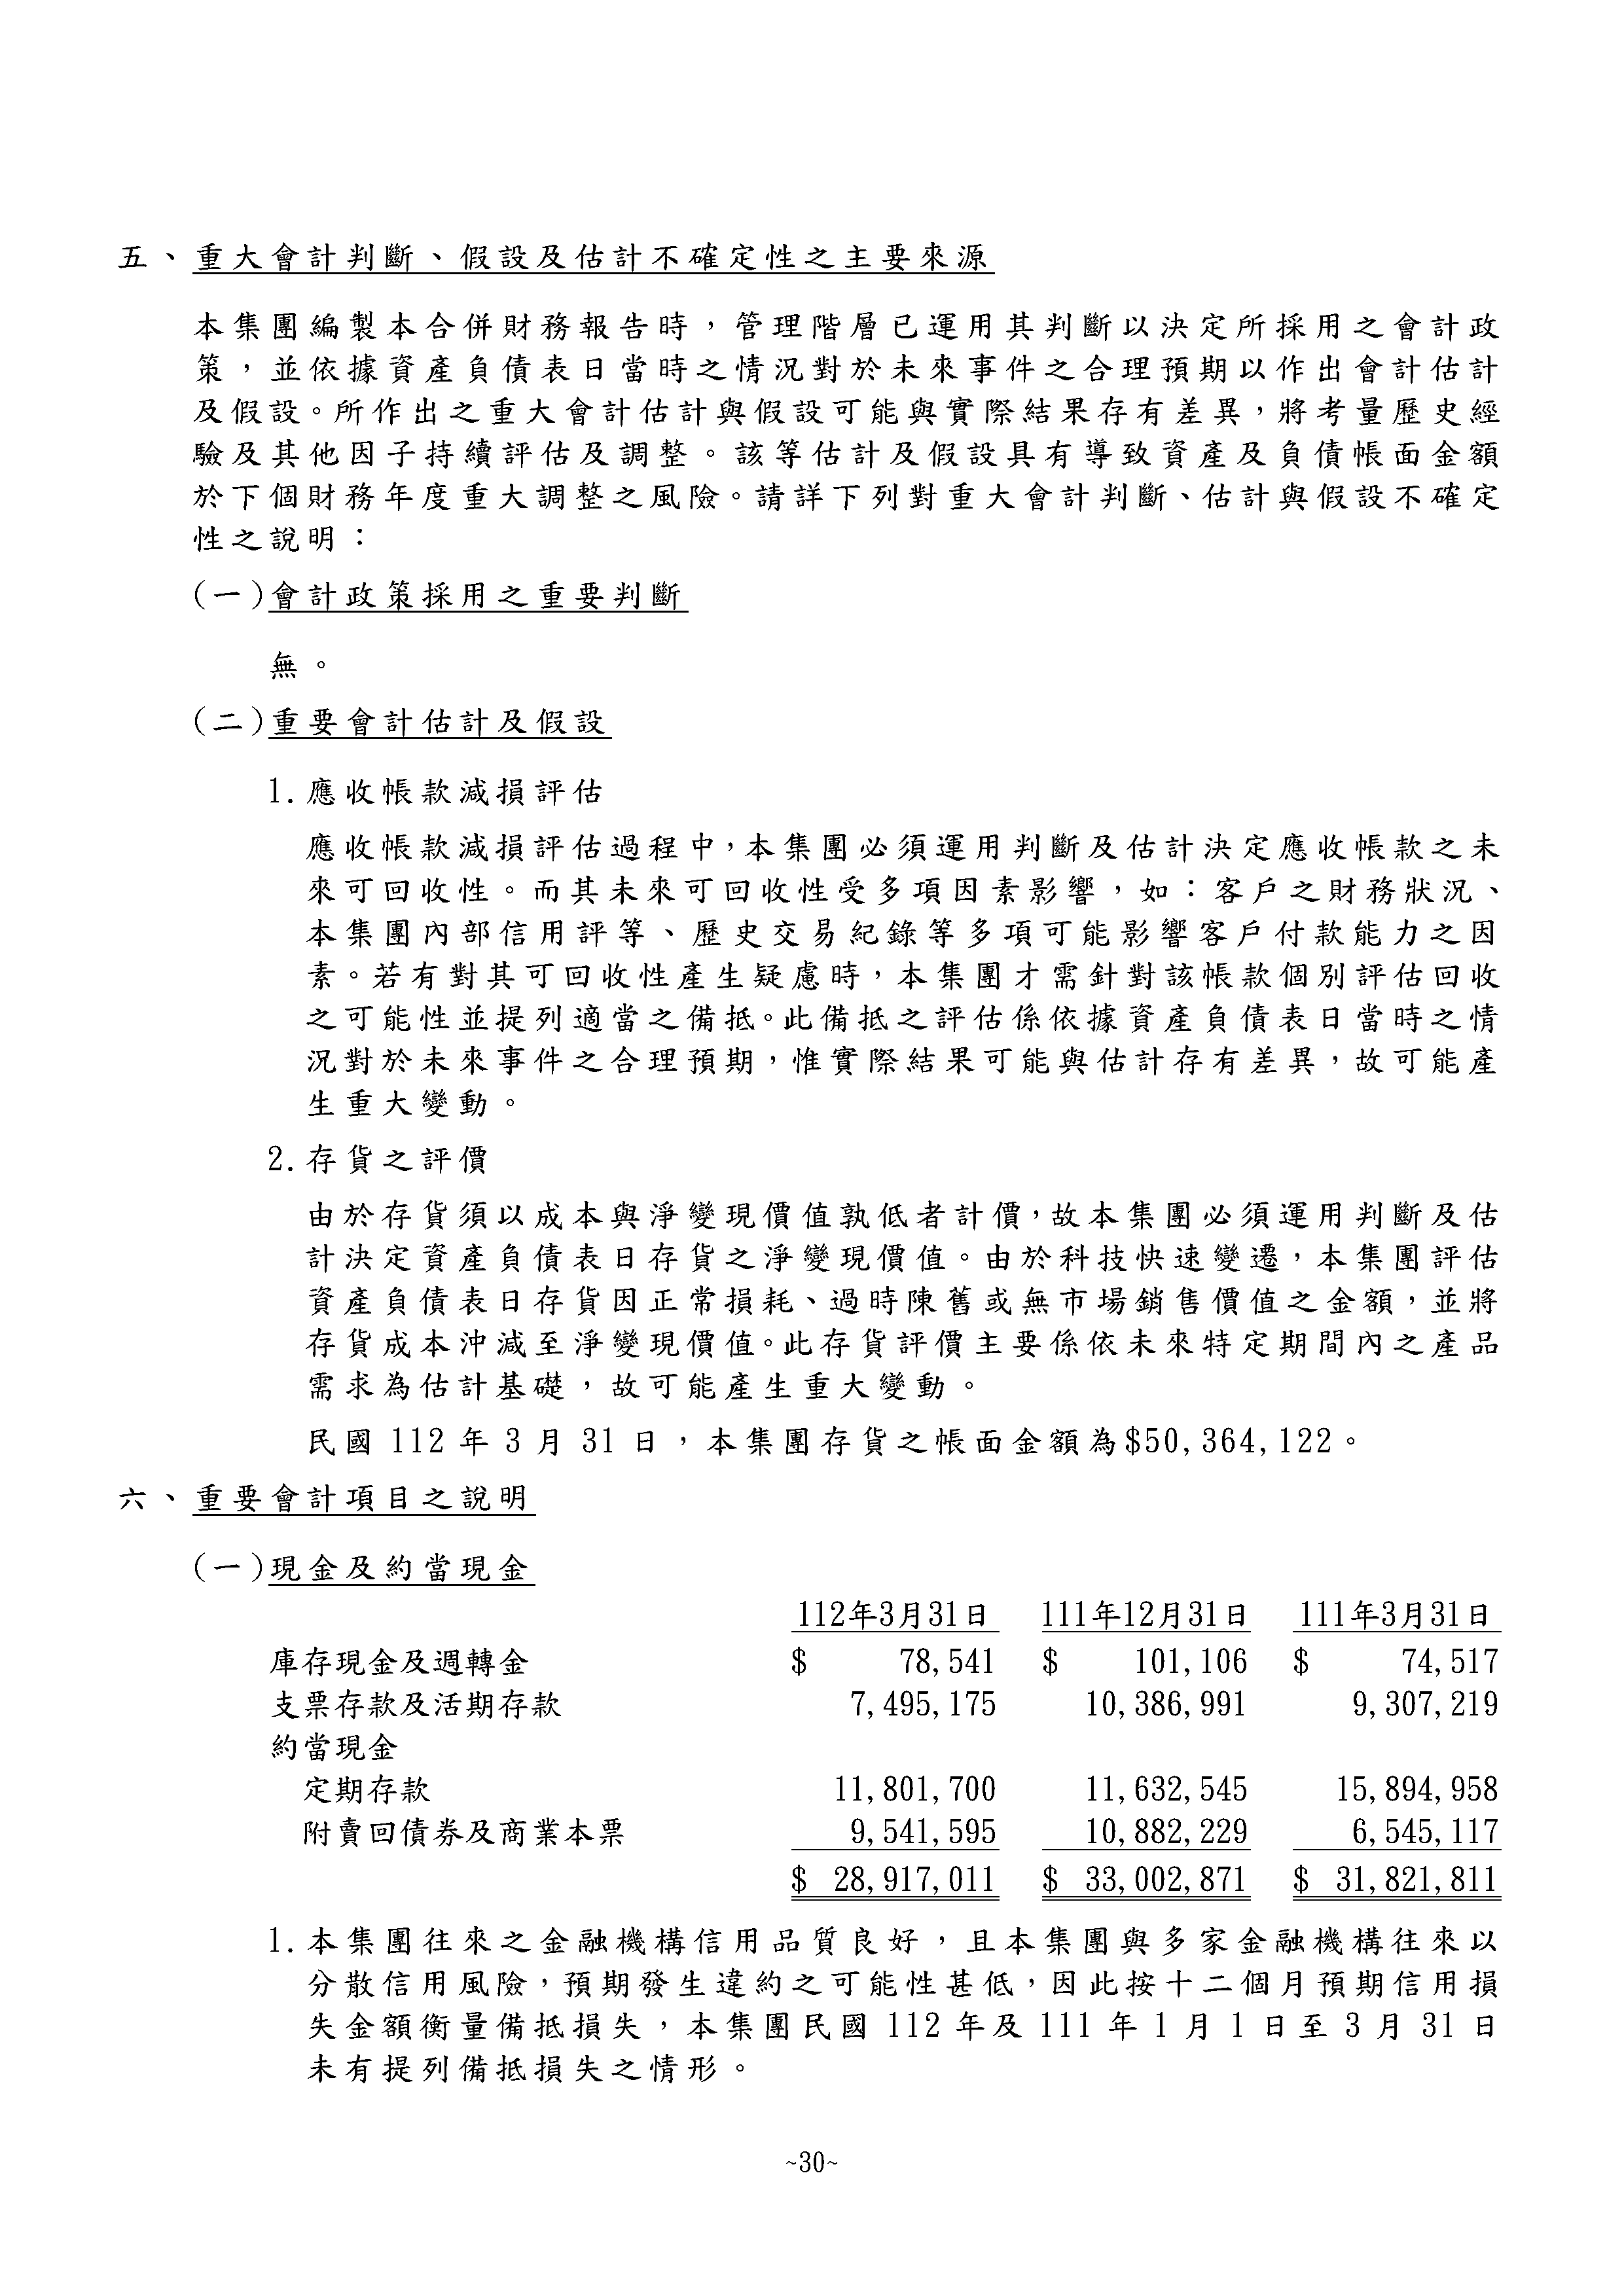 五、重大會計判斷、假設及估計不確定性之主要來源
本集團編製本合併財務報告時，管理階層已運用其判斷以決定所採用之會計政
策，並依據資產負債表日當時之情況對於未來事件之合理預期以作出會計估計
及假設。所作出之重大會計估計與假設可能與實際結果存有差異，將考量歷史經
驗及其他因子持續評估及調整。該等估計及假設具有導致資產及負債帳面金額
於下個財務年度重大調整之風險。請詳下列對重大會計判斷、估計與假設不確定
性之說明：
(一)會計政策採用之重要判斷
無。
(二)重要會計估計及假設
1.應收帳款減損評估
應收帳款減損評估過程中，本集團必須運用判斷及估計決定應收帳款之未
來可回收性。而其未來可回收性受多項因素影響，如：客戶之財務狀況、
本集團內部信用評等、歷史交易紀錄等多項可能影響客戶付款能力之因
素。若有對其可回收性產生疑慮時，本集團才需針對該帳款個別評估回收
之可能性並提列適當之備抵。此備抵之評估係依據資產負債表日當時之情
況對於未來事件之合理預期，惟實際結果可能與估計存有差異，故可能產
生重大變動。
2.存貨之評價
由於存貨須以成本與淨變現價值孰低者計價，故本集團必須運用判斷及估
計決定資產負債表日存貨之淨變現價值。由於科技快速變遷，本集團評估
資產負債表日存貨因正常損耗、過時陳舊或無市場銷售價值之金額，並將
存貨成本沖減至淨變現價值。此存貨評價主要係依未來特定期間內之產品
需求為估計基礎，故可能產生重大變動。
民國 112 年 3 月 31 日，本集團存貨之帳面金額為$50,364,122。
六、重要會計項目之說明
(一)現金及約當現金
112年3月31日 111年12月31日 111年3月31日
庫存現金及週轉金 $ 78,541 $ 101,106 $ 74,517
支票存款及活期存款 7,495,175 10,386,991 9,307,219
約當現金
定期存款 11,801,700 11,632,545 15,894,958
附賣回債券及商業本票 9,541,595 10,882,229 6,545,117
$ 28,917,011 $ 33,002,871 $ 31,821,811
1.本集團往來之金融機構信用品質良好，且本集團與多家金融機構往來以
分散信用風險，預期發生違約之可能性甚低，因此按十二個月預期信用損
失金額衡量備抵損失，本集團民國 112 年及 111 年 1 月 1 日至 3 月 31 日
未有提列備抵損失之情形。
~30~